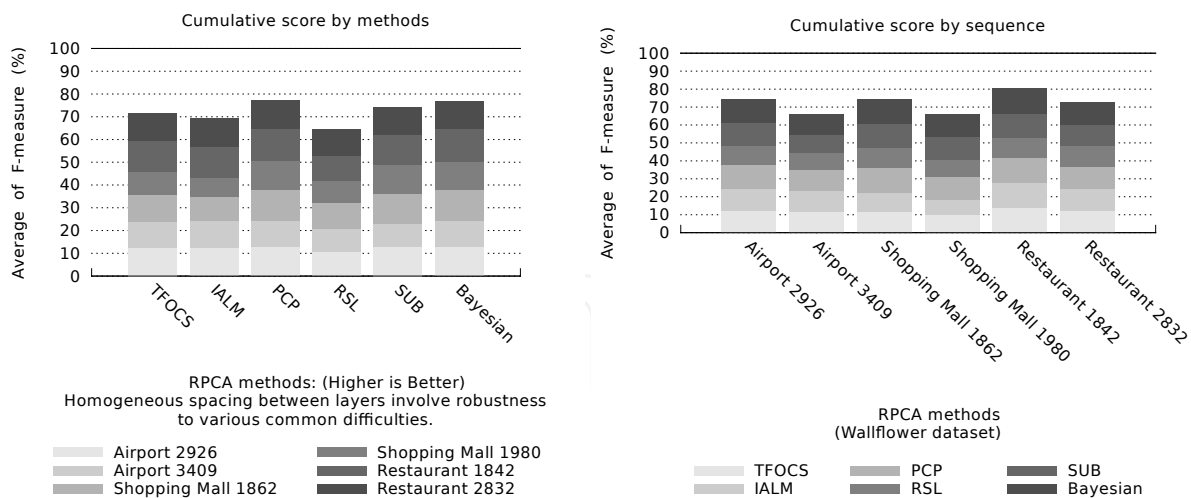 Cumulative score by methods
Average of F-measure (%)
100
90
80
70
60
50
40
30
20
10
0
TFOCS
IALM
PCP
RSL
SUB
Bayesian
RPCA methods: (Higher is Better)
Homogeneous spacing between layers involve robustness
to various common difficulties.
Airport 2926
Airport 3409
Shopping Mall 1862
Shopping Mall 1980
Restaurant 1842
Restaurant 2832
Cumulative score by sequence
Average of F-measure (%)
100
90
80
70
60
50
40
30
20
10
0
Airport 2926
Airport 3409
Shopping Mall 1862
Shopping Mall 1980
Restaurant 1842
Restaurant 2832
RPCA methods
(Wallflower dataset)
TFOCS
IALM
PCP
RSL
SUB
Bayesian